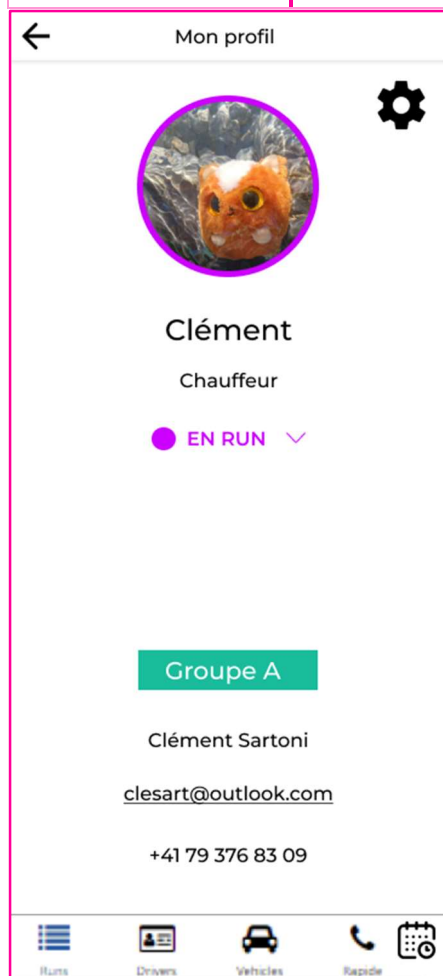 Mon profil
Clément
Chauffeur
EN RUN
Groupe A
Clément Sartoni
clesart@outlook.com
+41 79 376 83 09
Runs
Drivers
Vehicles
Rapide